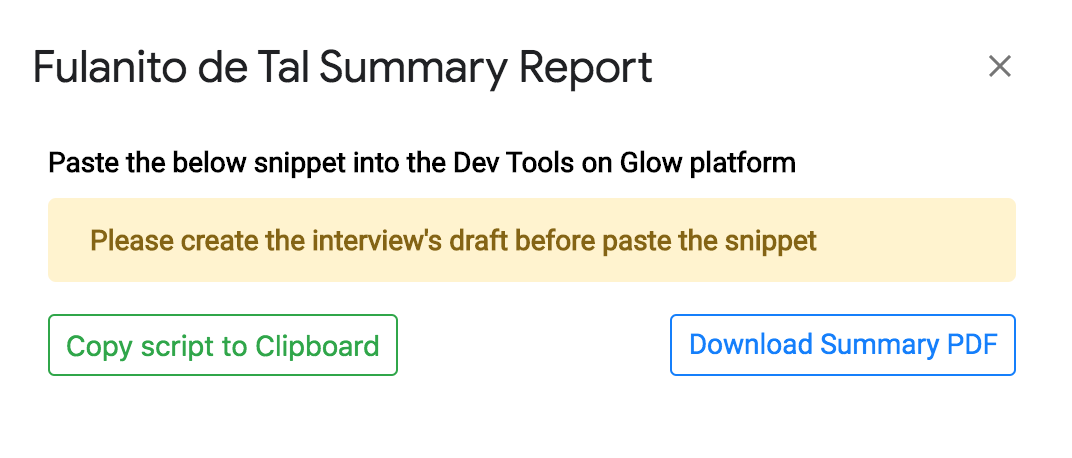 Fulanito de Tal Summary Report
Paste the below snippet into the Dev Tools on Glow platform
Please create the interview's draft before paste the snippet
Copy script to Clipboard
Download Summary PDF